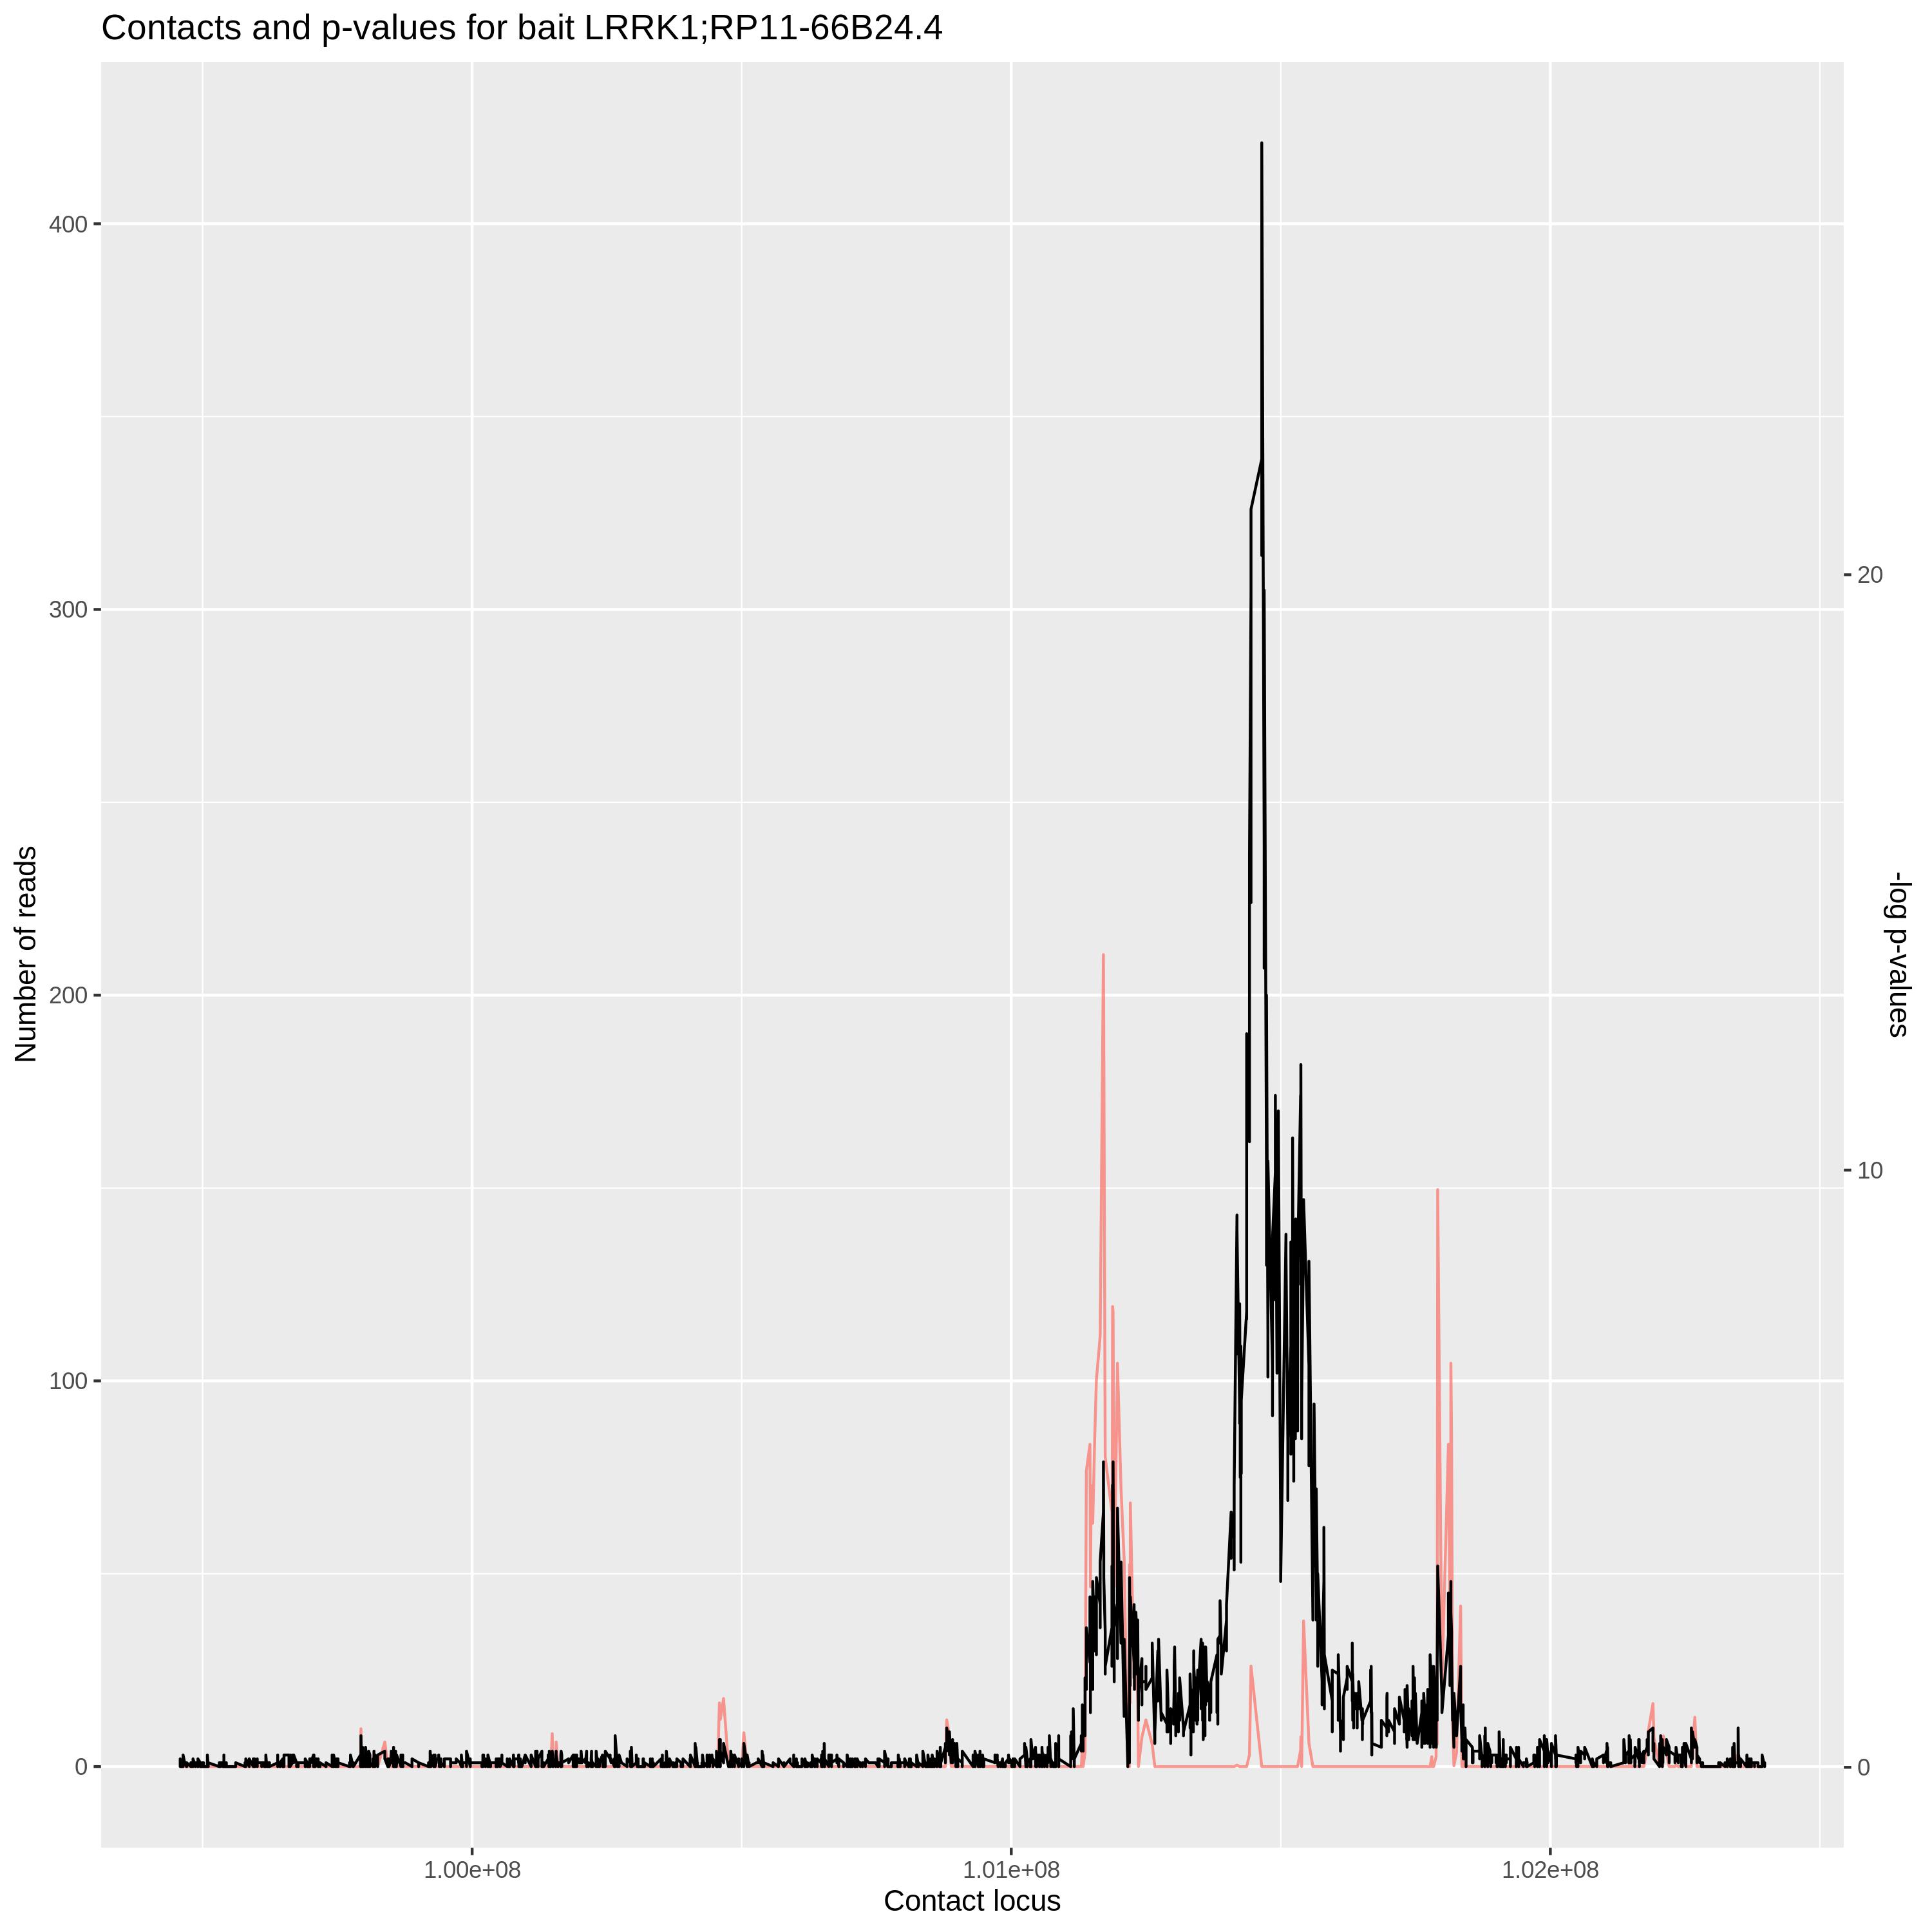 Contacts and p-values for bait LRRK1;RP11-66B24.4
400
300
200
100
0
Number of reads
20
10
0
-log p-values
1.00e+08
1.01e+08
1.02e+08
Contact locus